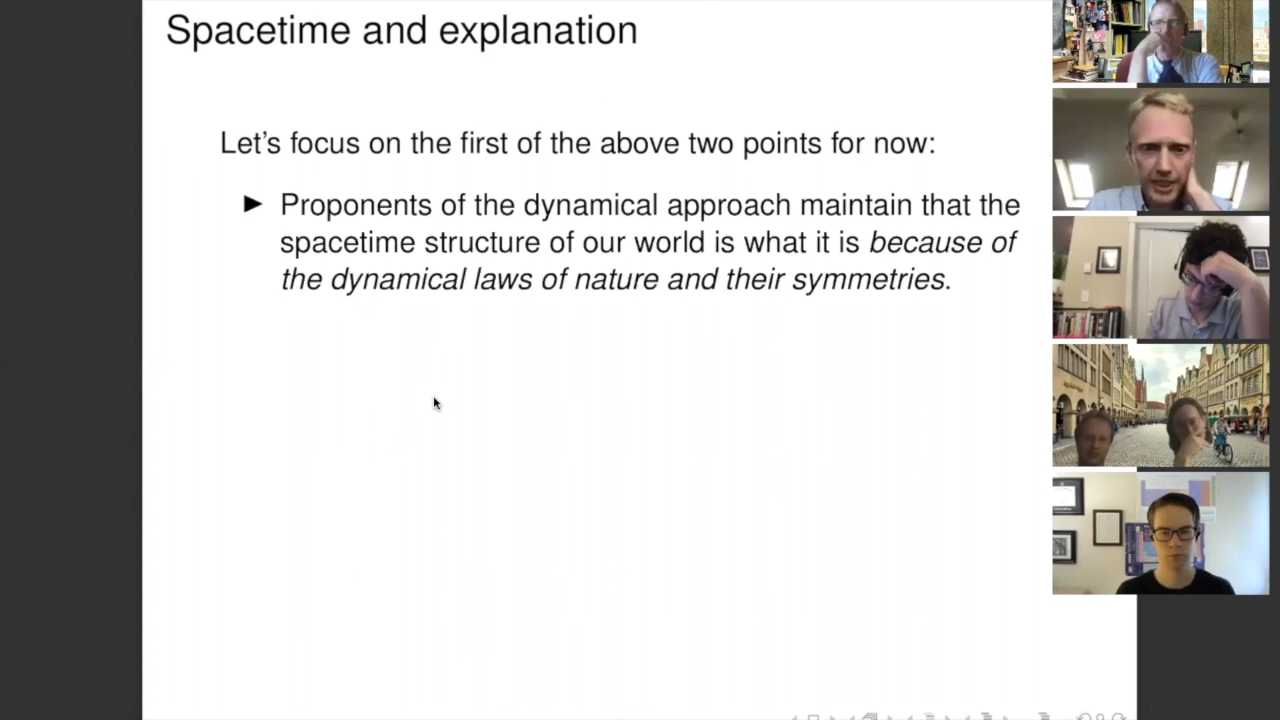 Spacetime and explanation
Let's focus on the first of the above two points for now:
► Proponents of the dynamical approach maintain that the
spacetime structure of our world is what it is because of
the dynamical laws of nature and their symmetries.